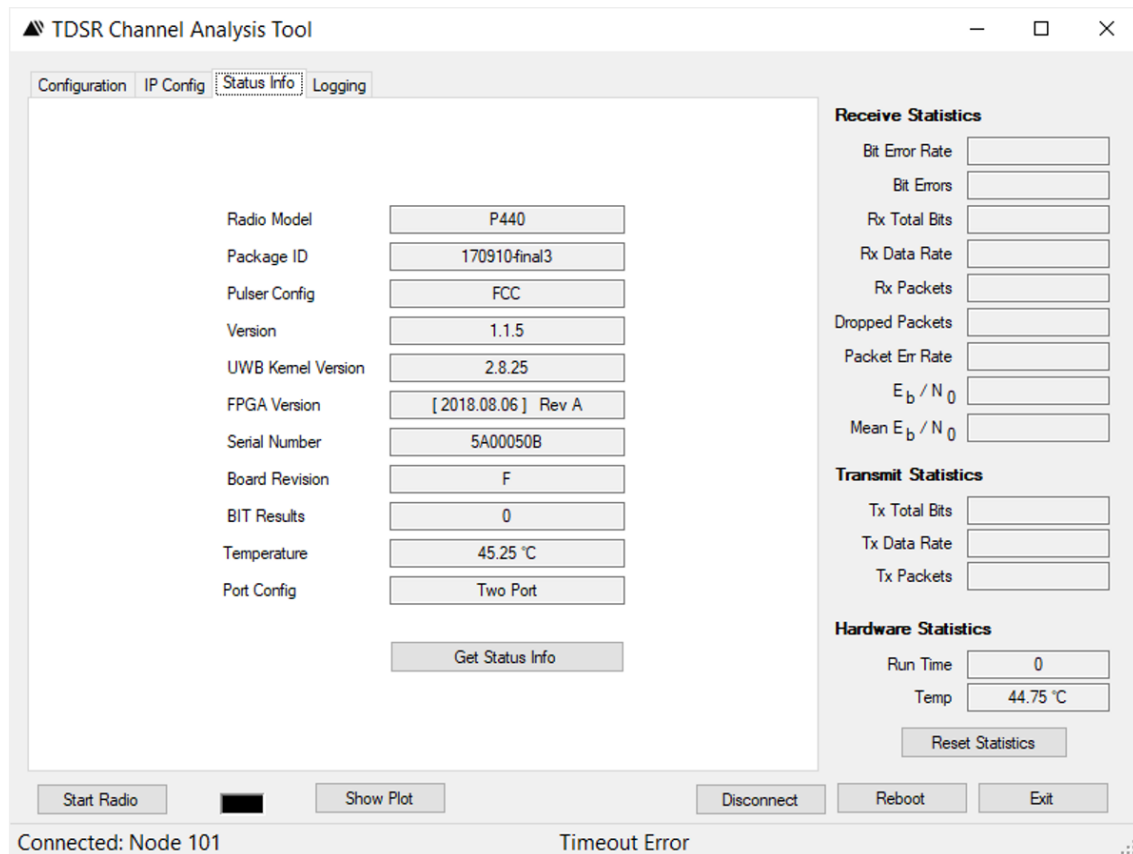 TDSR Channel Analysis Tool
Configuration IP Config Status Info Logging
Radio Model P440
Package ID 170910-final3
Pulser Config FCC
Version 1.1.5
UWB Kernel Version 2.8.25
FPGA Version [ 2018.08.06 ] Rev A
Serial Number 5A00050B
Board Revision F
BIT Results 0
Temperature 45.25 °C
Port Config Two Port
Get Status Info
Receive Statistics
Bit Error Rate
Bit Errors
Rx Total Bits
Rx Data Rate
Rx Packets
Dropped Packets
Packet Err Rate
E b / N 0
Mean E b / N 0
Transmit Statistics
Tx Total Bits
Tx Data Rate
Tx Packets
Hardware Statistics
Run Time 0
Temp 44.75 °C
Reset Statistics
Start Radio Show Plot Disconnect Reboot Exit
Connected: Node 101 Timeout Error